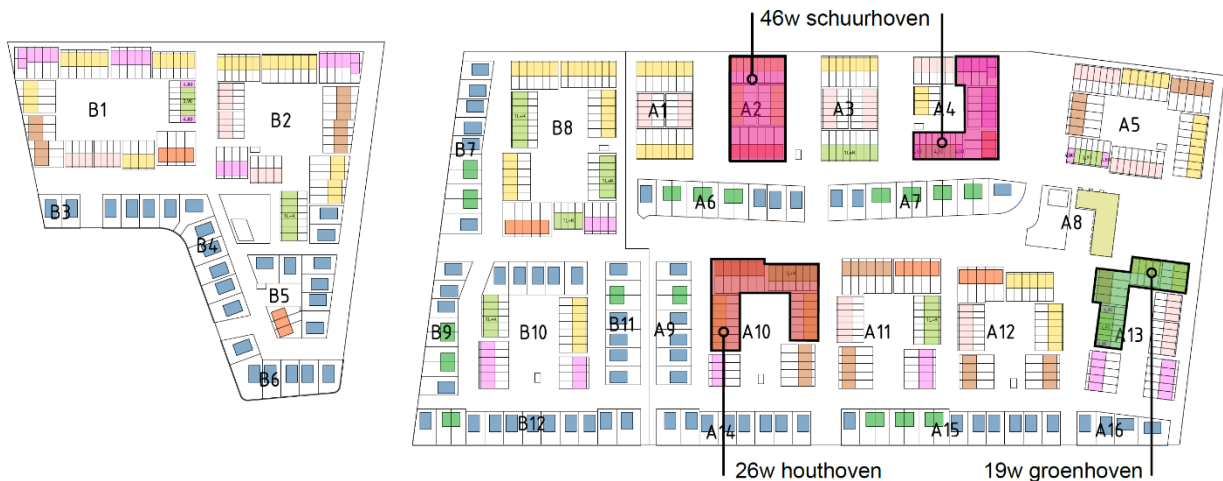 46w schuurhoven
B1
B2
B3
B4
B5
B6
B7
B8
A1
A2
A3
A4
A5
A6
A7
A8
B9
B10
B11
A9
A10
A11
A12
A13
B12
A14
A15
A16
26w houthoven
19w groenhoven